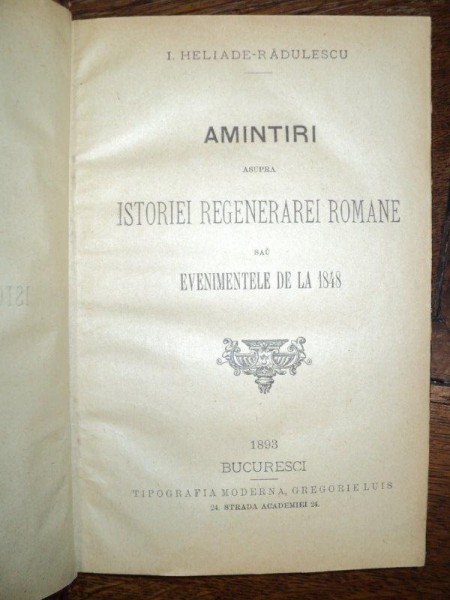 I. HELIADE-RĂDULESCU
AMINTIRI
ASUPRA
ISTORIEI REGENERAREI ROMANE
SAŬ
EVENIMENTELE DE LA 1848
1893
BUCURESCI
TIPOGRAFIA MODERNA, GREGORIE LUIS
24. STRADA ACADEMIEI 24.